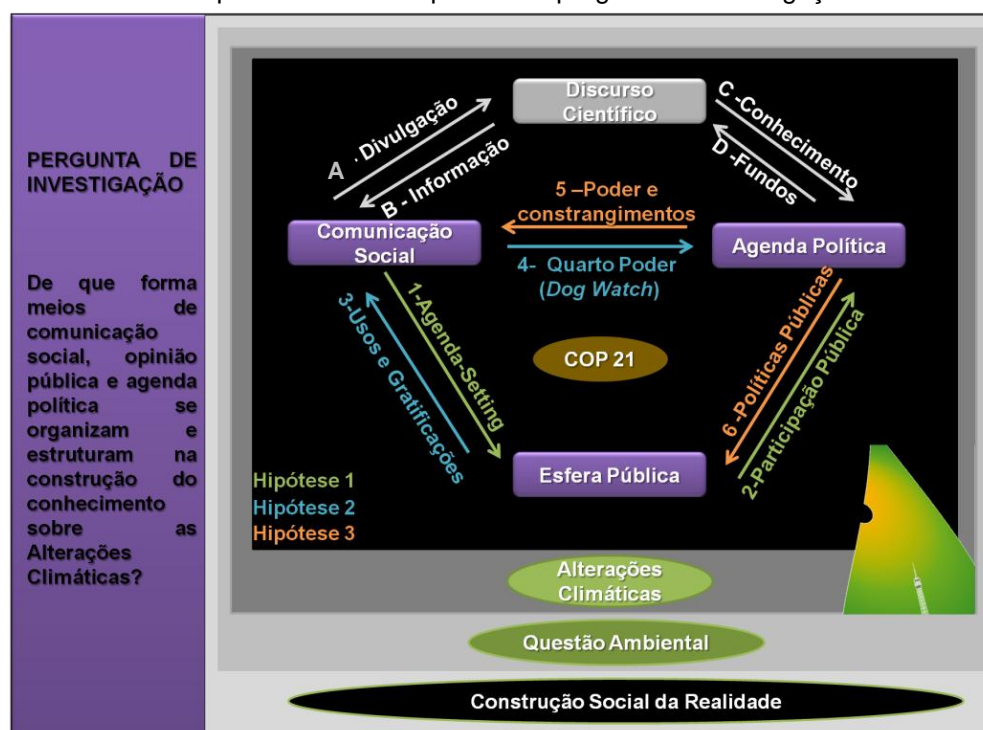 PERGUNTA DE
INVESTIGAÇÃO
De que forma
meios de
comunicação
social, opinião
pública e agenda
política se
organizam e
estruturam na
construção do
conhecimento
sobre as
Alterações
Climáticas?
Discurso
Científico
A - Divulgação
B - Informação
C -Conhecimento
D -Fundos
5 –Poder e
constrangimentos
Comunicação
Social
Agenda Política
4- Quarto Poder
(Dog Watch)
1-Agenda-Setting
3-Usos e Gratificações
COP 21
6 -Políticas Públicas
2-Participação Pública
Esfera Pública
Hipótese 1
Hipótese 2
Hipótese 3
Alterações
Climáticas
Questão Ambiental
Construção Social da Realidade